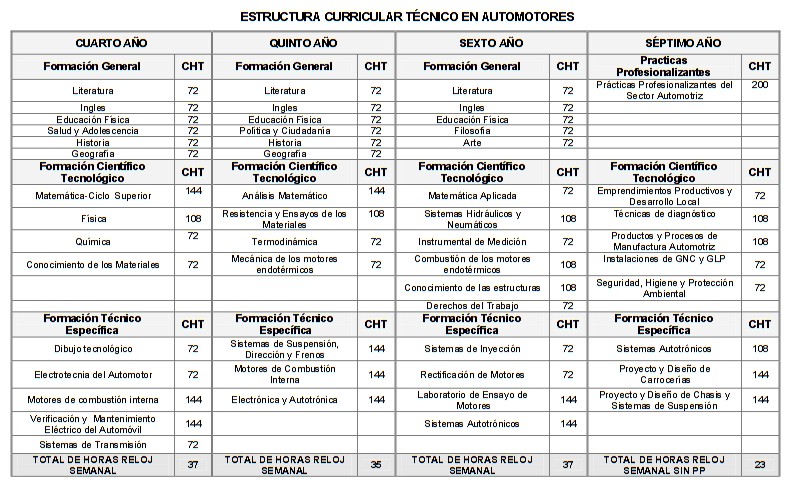 ESTRUCTURA CURRICULAR TÉCNICO EN AUTOMOTORES
CUARTO AÑO QUINTO AÑO SEXTO AÑO SÉPTIMO AÑO
Formación General CHT Formación General CHT Formación General CHT Practicas Profesionalizantes CHT
Literatura 72 Literatura 72 Literatura 72 Prácticas Profesionalizantes del Sector Automotriz 200
Ingles 72 Ingles 72 Ingles 72
Educación Física 72 Educación Física 72 Educación Física 72
Salud y Adolescencia 72 Política y Ciudadanía 72 Filosofía 72
Historia 72 Historia 72 Arte 72
Geografía 72 Geografía 72
Formación Científico Tecnológico CHT Formación Científico Tecnológico CHT Formación Científico Tecnológico CHT Formación Científico Tecnológico CHT
Matemática-Ciclo Superior 144 Análisis Matemático 144 Matemática Aplicada 72 Emprendimientos Productivos y Desarrollo Local 72
Física 108 Resistencia y Ensayos de los Materiales 108 Sistemas Hidráulicos y Neumáticos 108 Técnicas de diagnóstico 108
Química 72 Termodinámica 72 Instrumental de Medición 72 Productos y Procesos de Manufactura Automotriz 108
Conocimiento de los Materiales 72 Mecánica de los motores endotérmicos 72 Combustión de los motores endotérmicos 108 Instalaciones de GNC y GLP 72
Conocimiento de las estructuras 108 Seguridad, Higiene y Protección Ambiental 72
Derechos del Trabajo 72
Formación Técnico Específica CHT Formación Técnico Específica CHT Formación Técnico Específica CHT Formación Técnico Específica CHT
Dibujo tecnológico 72 Sistemas de Suspensión, Dirección y Frenos 144 Sistemas de Inyección 72 Sistemas Autotrónicos 108
Electrotecnia del Automotor 72 Motores de Combustión Interna 144 Rectificación de Motores 72 Proyecto y Diseño de Carrocerías 144
Motores de combustión interna 144 Electrónica y Autotrónica 144 Laboratorio de Ensayo de Motores 144 Proyecto y Diseño de Chasis y Sistemas de Suspensión 144
Verificación y Mantenimiento Eléctrico del Automóvil 144 Sistemas Autotrónicos 144
Sistemas de Transmisión 72
TOTAL DE HORAS RELOJ SEMANAL 37 TOTAL DE HORAS RELOJ SEMANAL 35 TOTAL DE HORAS RELOJ SEMANAL 37 TOTAL DE HORAS RELOJ SEMANAL SIN PP 23